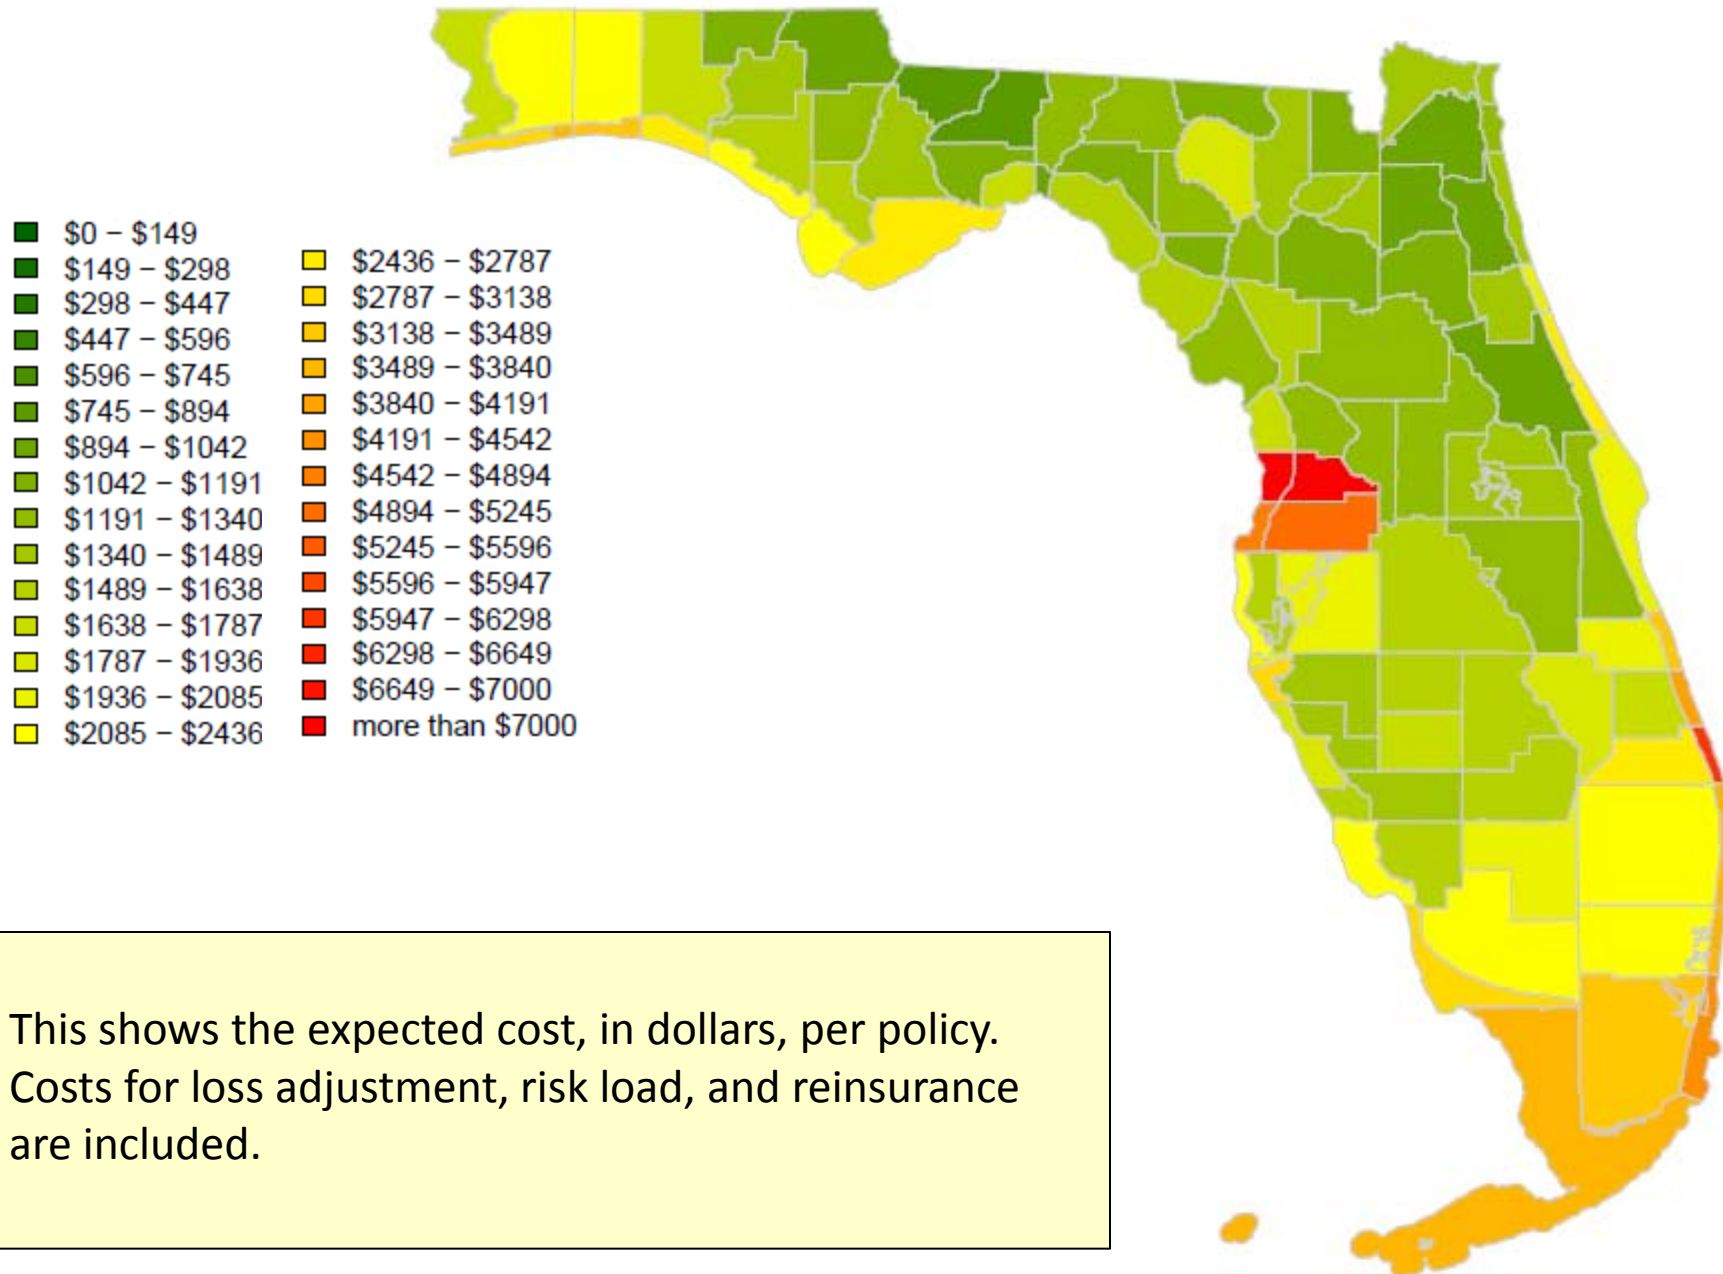 $0 − $149
$149 − $298
$298 − $447
$447 − $596
$596 − $745
$745 − $894
$894 − $1042
$1042 − $1191
$1191 − $1340
$1340 − $1489
$1489 − $1638
$1638 − $1787
$1787 − $1936
$1936 − $2085
$2085 − $2436
$2436 − $2787
$2787 − $3138
$3138 − $3489
$3489 − $3840
$3840 − $4191
$4191 − $4542
$4542 − $4894
$4894 − $5245
$5245 − $5596
$5596 − $5947
$5947 − $6298
$6298 − $6649
$6649 − $7000
more than $7000
This shows the expected cost, in dollars, per policy.
Costs for loss adjustment, risk load, and reinsurance
are included.